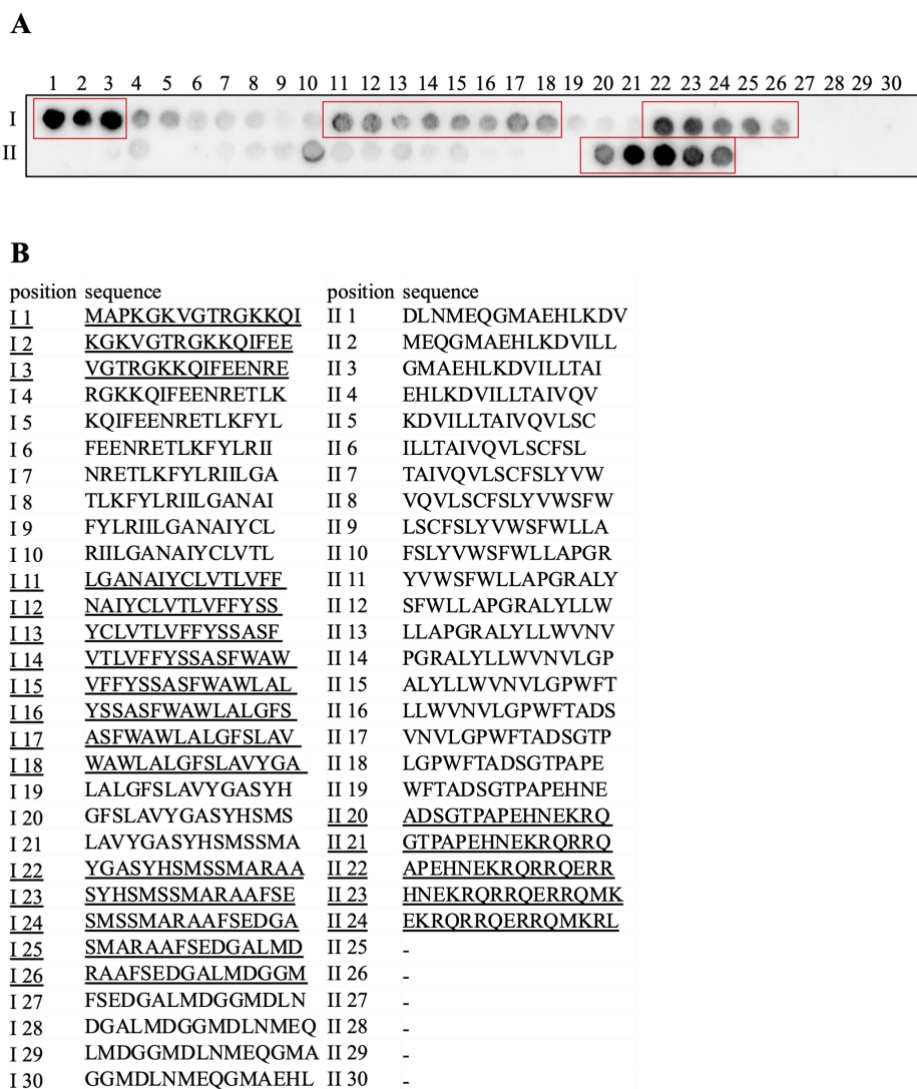 A
1 2 3 4 5 6 7 8 9 10 11 12 13 14 15 16 17 18 19 20 21 22 23 24 25 26 27 28 29 30
I
II
B
position sequence position sequence
I 1 MAPKGKVGTRGKKQI II 1 DLNMEQGMAEHLKDV
I 2 KGKVGTRGKKQIFEE II 2 MEQGMAEHLKDVILL
I 3 VGTRGKKQIFEENRE II 3 GMAEHLKDVILLTAI
I 4 RGKKQIFEENRETLK II 4 EHLKDVILLTAIVQV
I 5 KQIFEENRETLKFYL II 5 KDVILLTAIVQVLSC
I 6 FEENRETLKFYLRII II 6 ILLTAIVQVLSCFSL
I 7 NRETLKFYLRIILGA II 7 TAIVQVLSCFSLYVW
I 8 TLKFYLRIILGANAI II 8 VQVLSCFSLYVWSFW
I 9 FYLRIILGANAIYCL II 9 LSCFSLYVWSFWLLA
I 10 RIILGANAIYCLVTL II 10 FSLYVWSFWLLAPGR
I 11 LGANAIYCLVTLVFF II 11 YVWSFWLLAPGRALY
I 12 NAIYCLVTLVFFYSS II 12 SFWLLAPGRALYLLW
I 13 YCLVTLVFFYSSASF II 13 LLAPGRALYLLWVNV
I 14 VTLVFFYSSASFWAW II 14 PGRALYLLWVNVLGP
I 15 VFFYSSASFWAWLAL II 15 ALYLLWVNVLGPWFT
I 16 YSSASFWAWLALGFS II 16 LLWVNVLGPWFTADS
I 17 ASFWAWLALGFSLAV II 17 VNVLGPWFTADSGTP
I 18 WAWLALGFSLAVYGA II 18 LGPWFTADSGTPAPE
I 19 LALGFSLAVYGASYH II 19 WFTADSGTPAPEHNE
I 20 GFSLAVYGASYHSMS II 20 ADSGTPAPEHNEKRQ
I 21 LAVYGASYHSMSSMA II 21 GTPAPEHNEKRQRRQ
I 22 YGASYHSMSSMARAA II 22 APEHNEKRQRRQERR
I 23 SYHSMSSMARAAFSE II 23 HNEKRQRRQERRQMK
I 24 SMSSMARAAFSEDGA II 24 EKRQRRQERRQMKRL
I 25 SMARAAFSEDGALMD II 25 -
I 26 RAAFSEDGALMDGGM II 26 -
I 27 FSEDGALMDGGMDLN II 27 -
I 28 DGALMDGGMDLNMEQ II 28 -
I 29 LMDGGMDLNMEQGMA II 29 -
I 30 GGMDLNMEQGMAEHL II 30 -